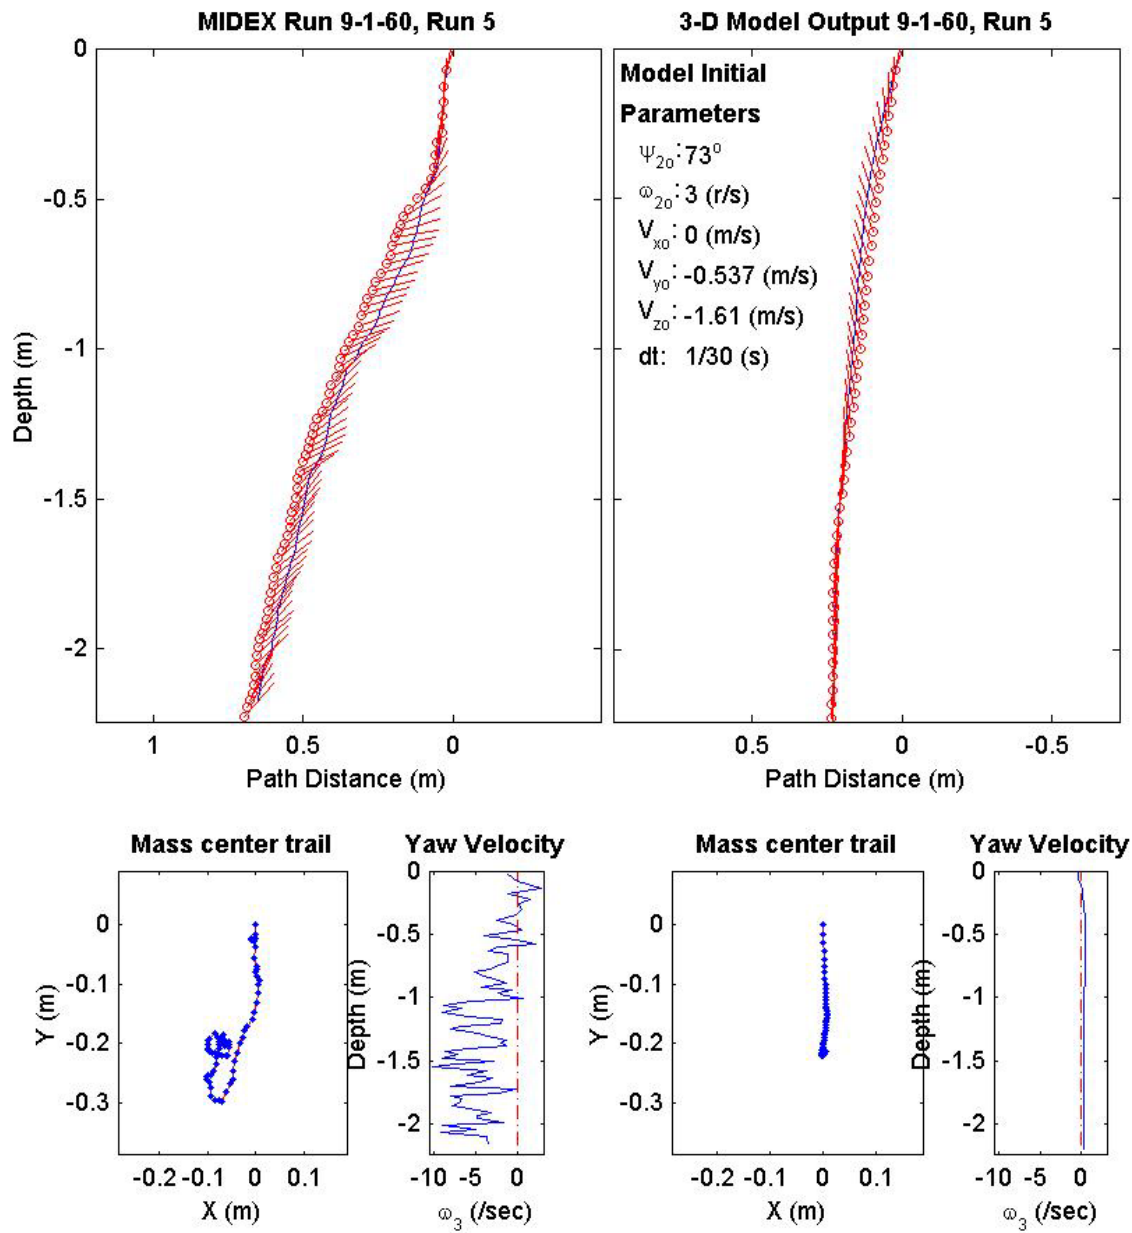 MIDEX Run 9-1-60, Run 5
3-D Model Output 9-1-60, Run 5
0
-0.5
-1
-1.5
-2
Depth (m)
1
0.5
0
Path Distance (m)
Model Initial
Parameters
Ψ2o: 73o
ω2o: 3 (r/s)
Vxo: 0 (m/s)
Vyo: -0.537 (m/s)
Vzo: -1.61 (m/s)
dt: 1/30 (s)
0.5
0
-0.5
Path Distance (m)
Mass center trail
0
-0.1
-0.2
-0.3
Y (m)
-0.2
-0.1
0
0.1
X (m)
Yaw Velocity
0
-0.5
-1
-1.5
-2
Depth (m)
-10
-5
0
ω3 (/sec)
Mass center trail
0
-0.1
-0.2
-0.3
Y (m)
-0.2
-0.1
0
0.1
X (m)
Yaw Velocity
0
-0.5
-1
-1.5
-2
Depth (m)
-10
-5
0
ω3 (/sec)